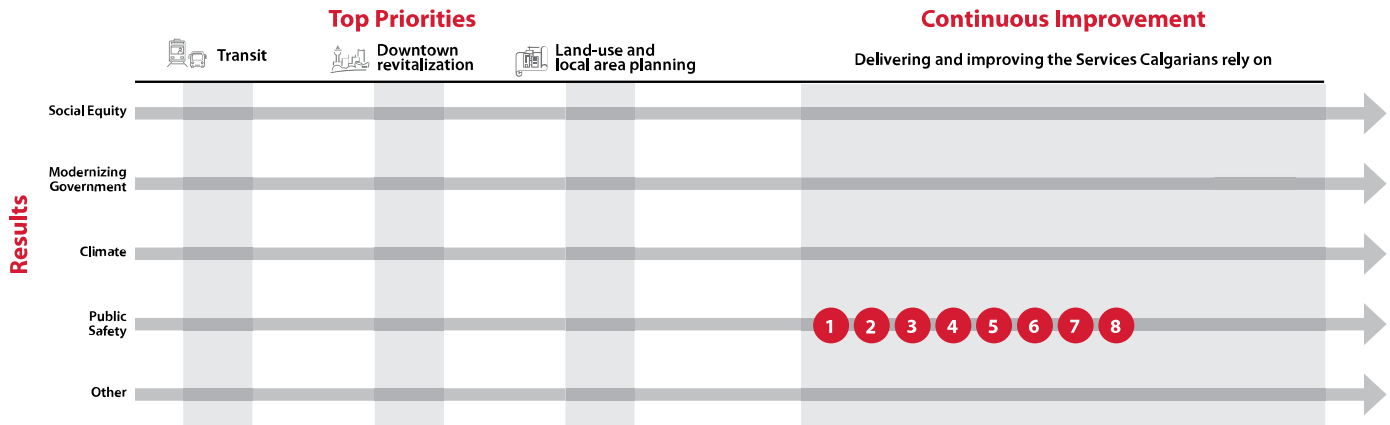 Top Priorities
Continuous Improvement
Transit
Downtown
revitalization
Land-use and
local area planning
Delivering and improving the Services Calgarians rely on
Results
Social Equity
Modernizing
Government
Climate
Public
Safety
1 2 3 4 5 6 7 8
Other